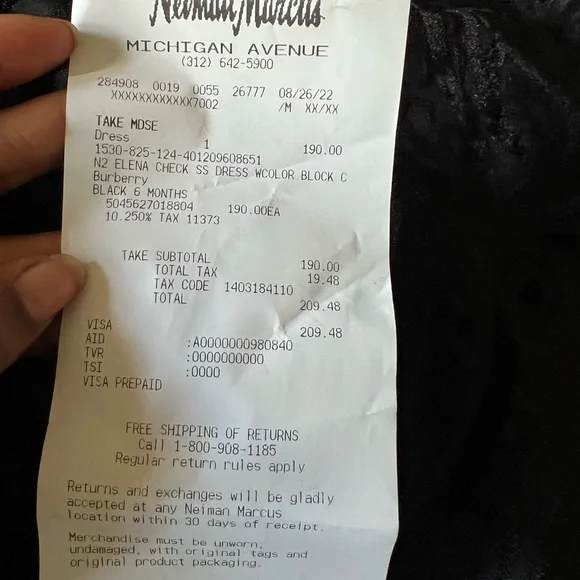 Neiman Marcus
MICHIGAN AVENUE
(312) 642-5900
284908 0019 0055 26777 08/26/22
XXXXXXXXXXXX7002 /M XX/XX
TAKE MDSE
Dress 1 190.00
1530-825-124-401209608651
N2 ELENA CHECK SS DRESS WCOLOR BLOCK C
Burberry
BLACK 6 MONTHS
5045627018804 190.00EA
10.250% TAX 11373
TAKE SUBTOTAL 190.00
TOTAL TAX 19.48
TAX CODE 1403184110
TOTAL 209.48
VISA 209.48
AID :A0000000980840
TVR :0000000000
TSI :0000
VISA PREPAID
FREE SHIPPING OF RETURNS
Call 1-800-908-1185
Regular return rules apply
Returns and exchanges will be gladly
accepted at any Neiman Marcus
location within 30 days of receipt.
Merchandise must be unworn,
undamaged, with original tags and
original product packaging.